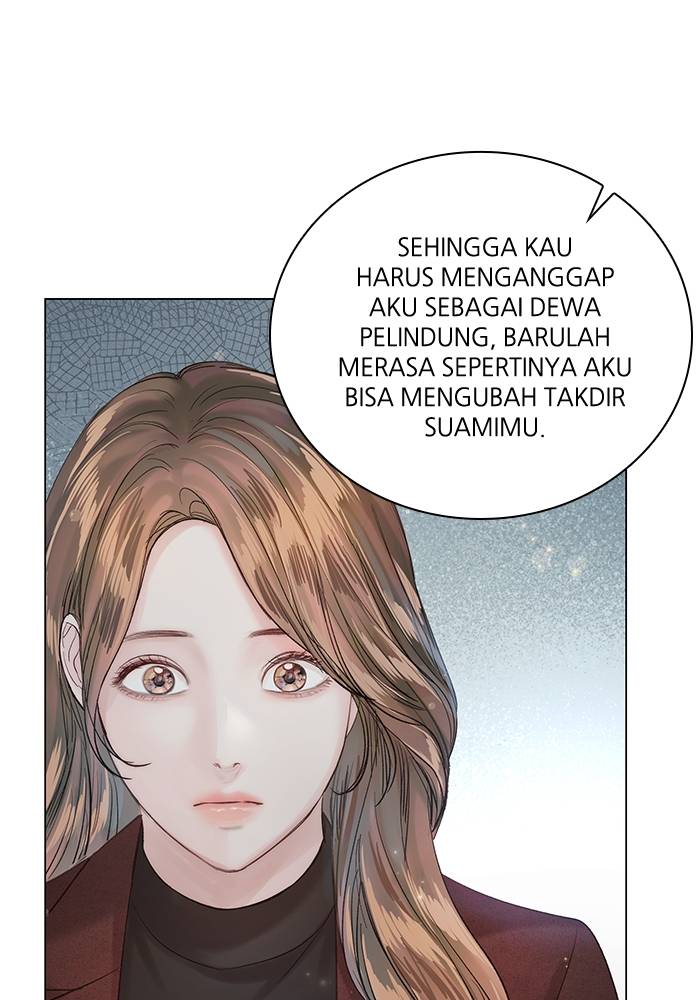 SEHINGGA KAU
HARUS MENGANGGAP
AKU SEBAGAI DEWA
PELINDUNG, BARULAH
MERASA SEPERTINYA AKU
BISA MENGUBAH TAKDIR
SUAMIMU.